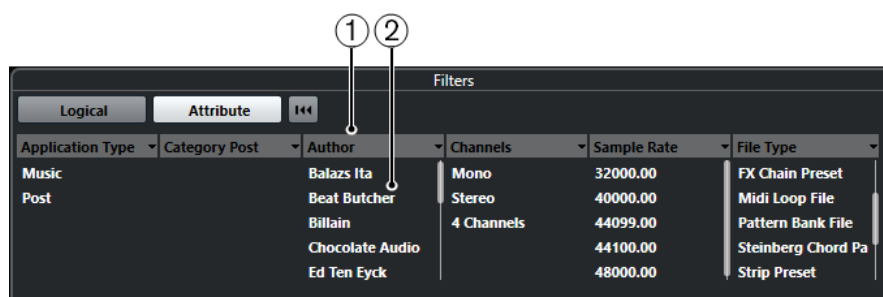 1 2
Filters
Logical Attribute
Application Type Category Post Author Channels Sample Rate File Type
Music Balazs Ita Mono 32000.00 FX Chain Preset
Post Beat Butcher Stereo 40000.00 Midi Loop File
Billain 4 Channels 44099.00 Pattern Bank File
Chocolate Audio 44100.00 Steinberg Chord Pa
Ed Ten Eyck 48000.00 Strip Preset